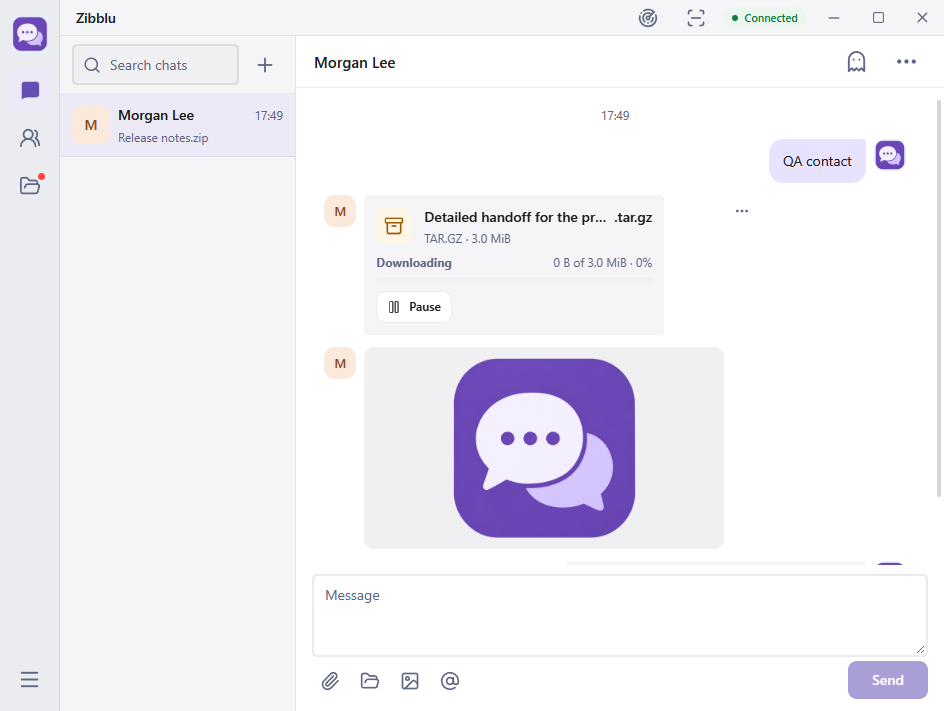 Zibblu
Connected
Search chats
M
Morgan Lee
17:49
Release notes.zip
Morgan Lee
17:49
QA contact
M
Detailed handoff for the pr... .tar.gz
TAR.GZ · 3.0 MiB
Downloading
0 B of 3.0 MiB · 0%
Pause
M
Message
Send